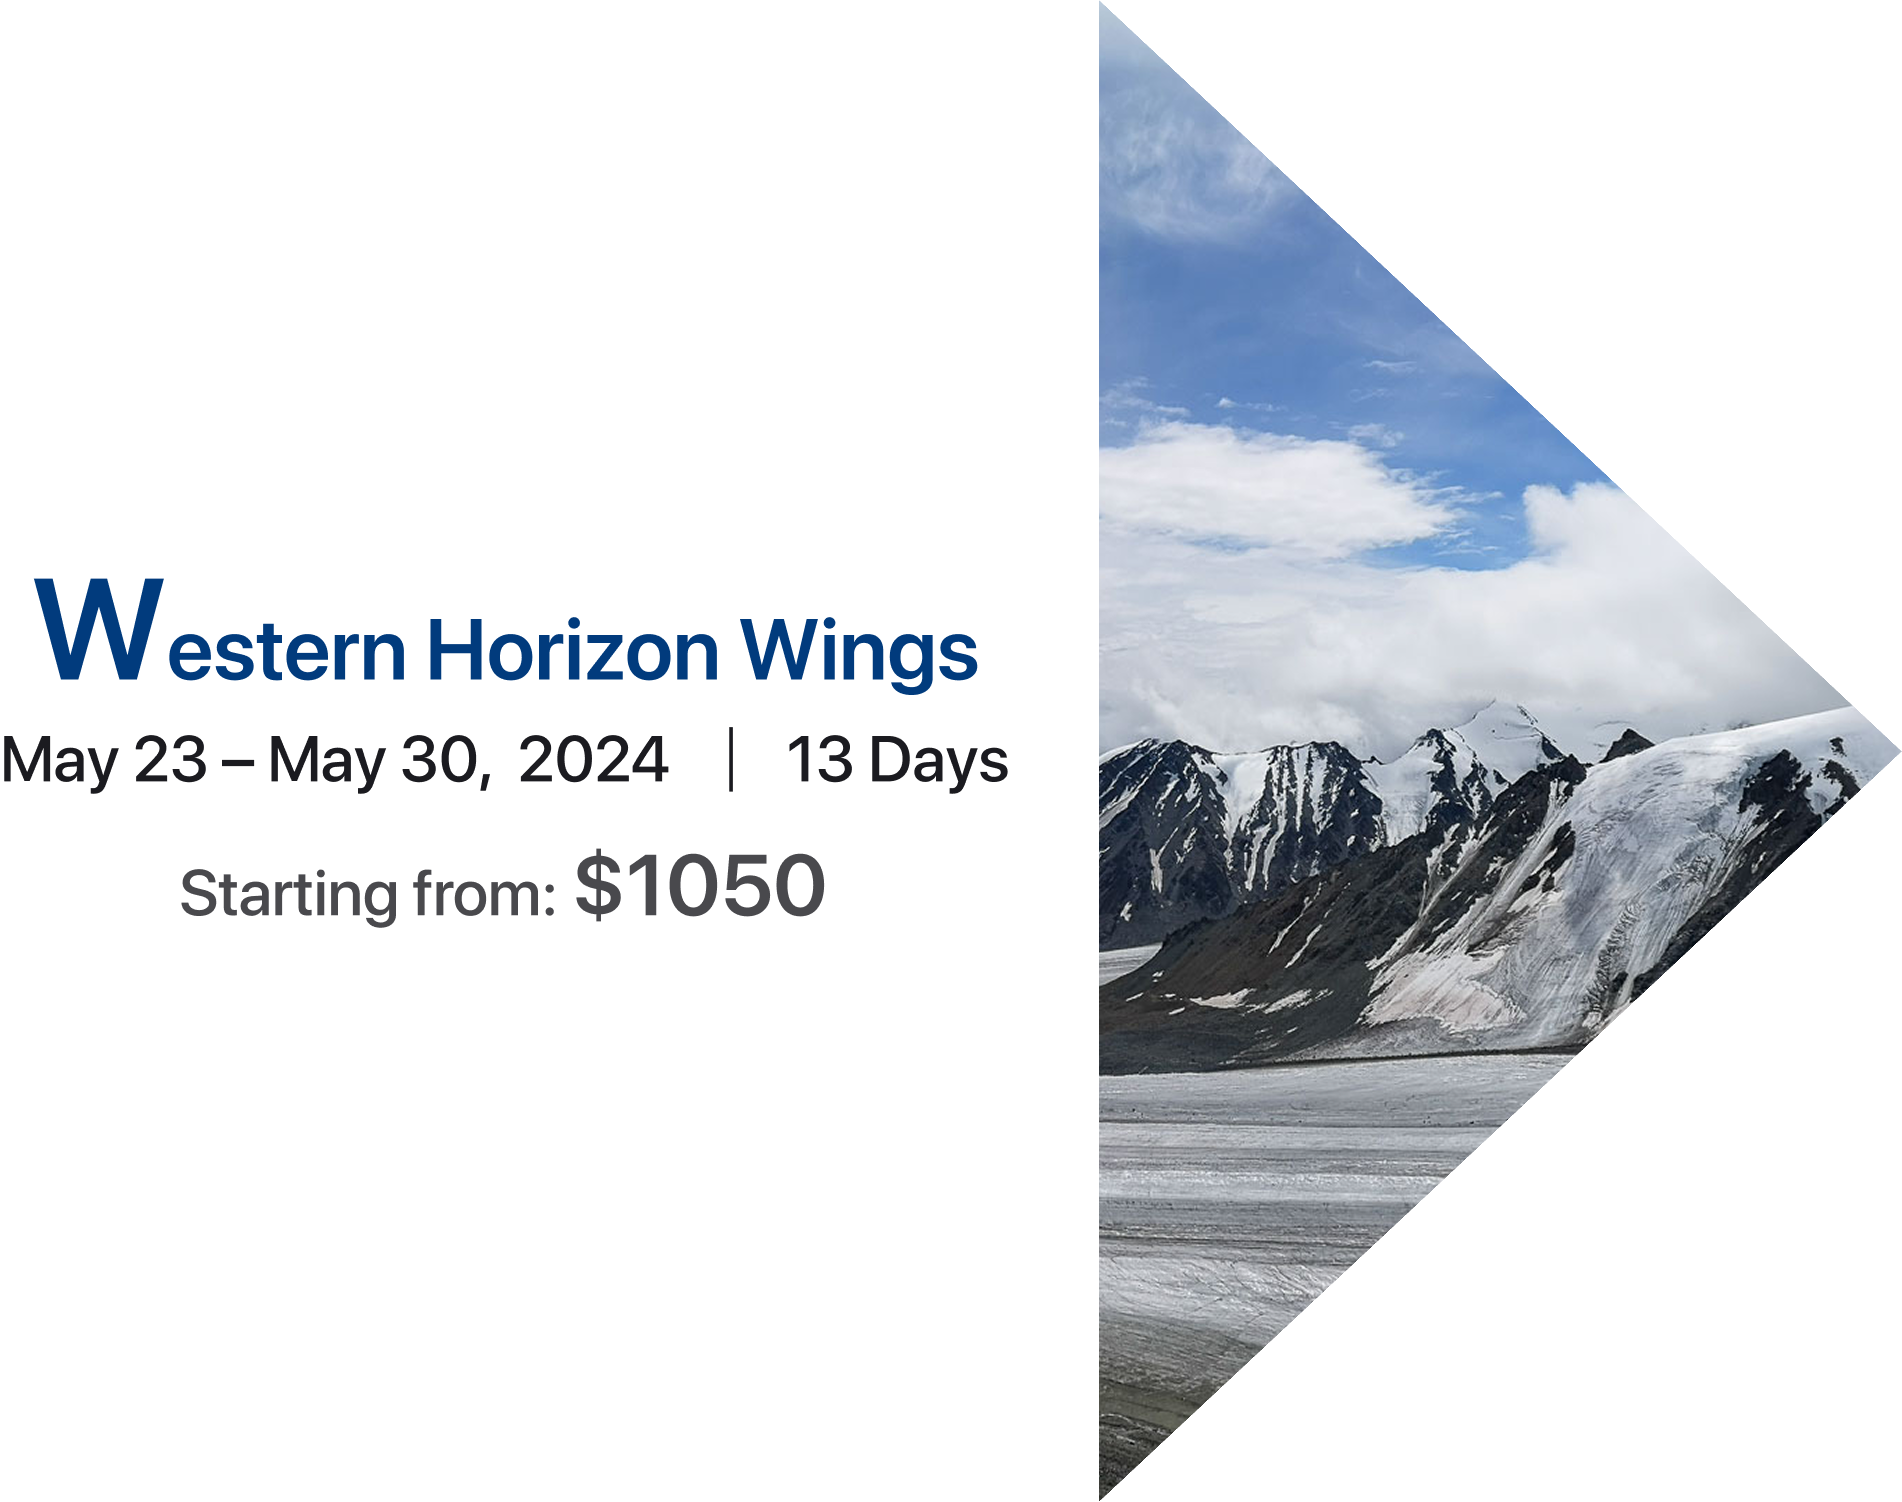 Western Horizon Wings
May 23 – May 30, 2024 | 13 Days
Starting from: $1050